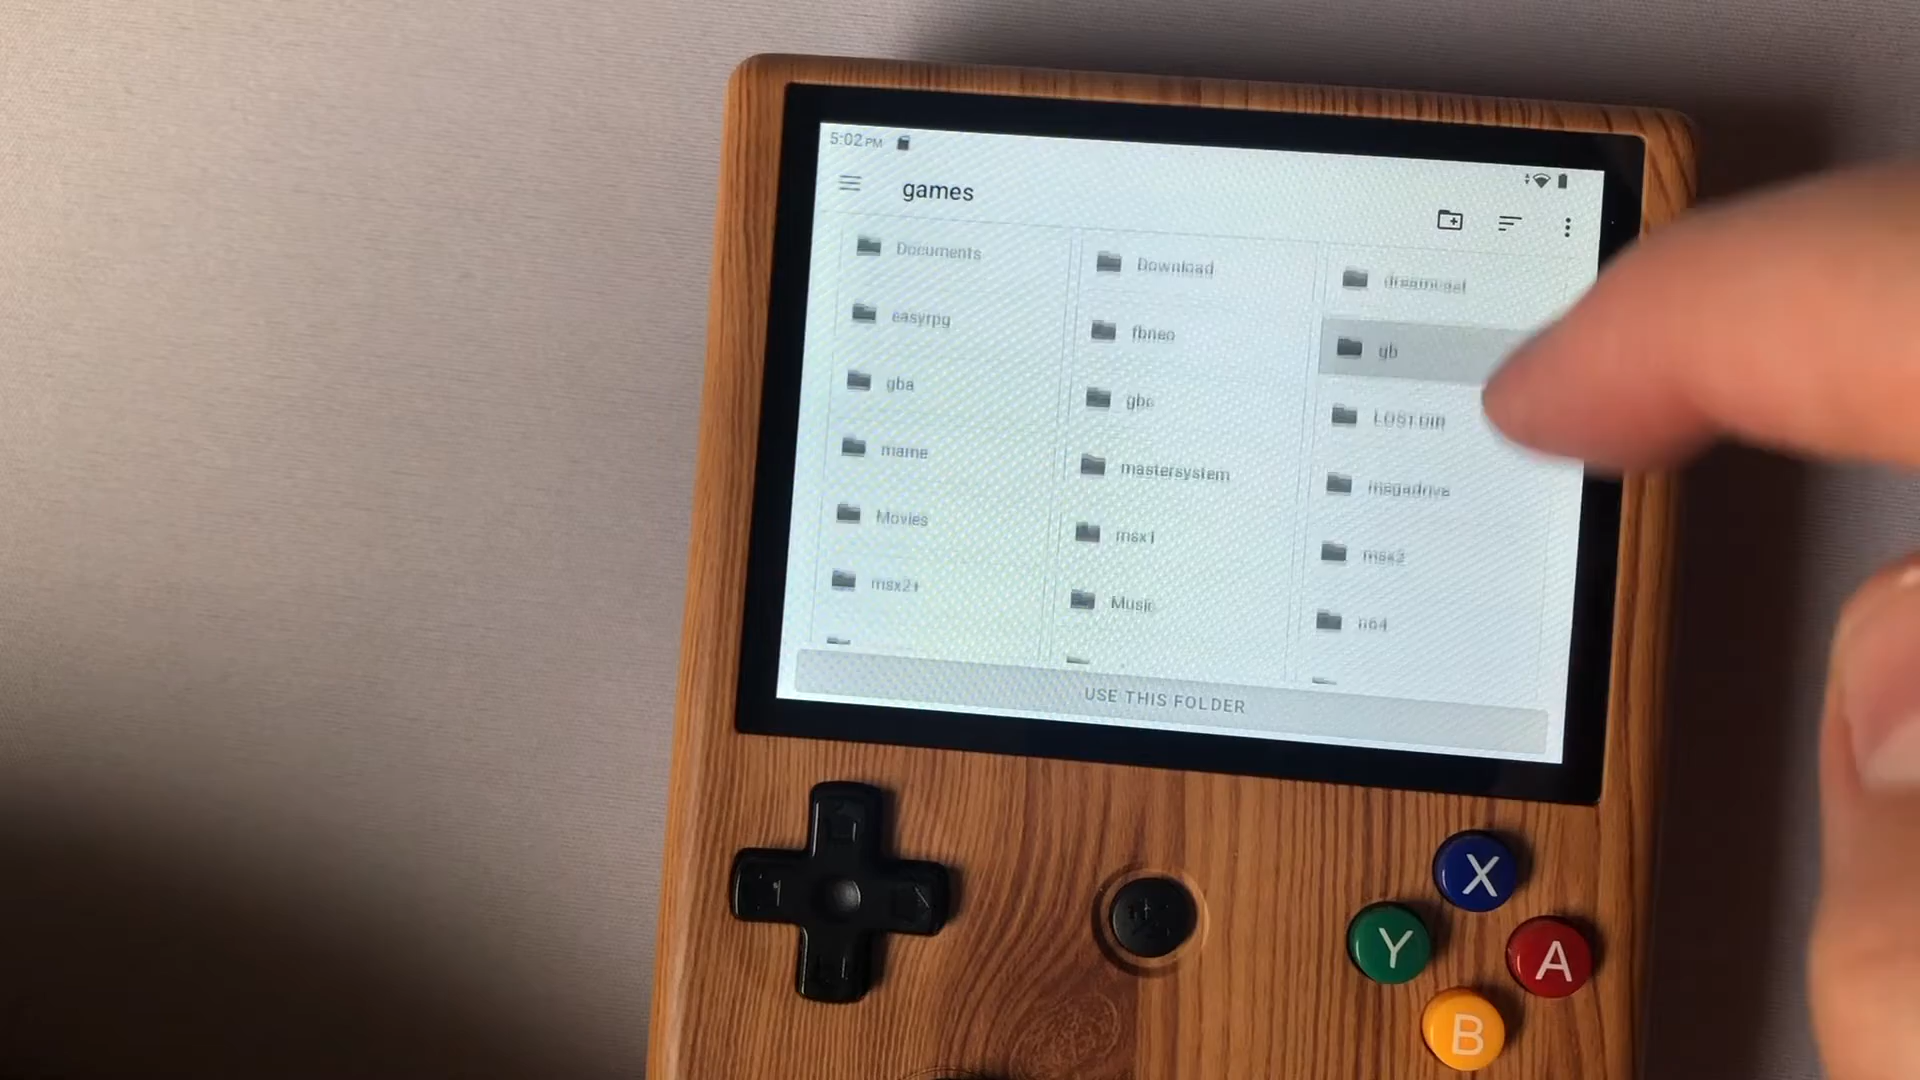 5:02 PM
games
Documents
Download
dreamcast
easyrpg
fbneo
gb
gba
gbc
LOST.DIR
mame
mastersystem
megadrive
Movies
msx1
msx2
msx2+
Music
n64
USE THIS FOLDER
X
Y
A
B